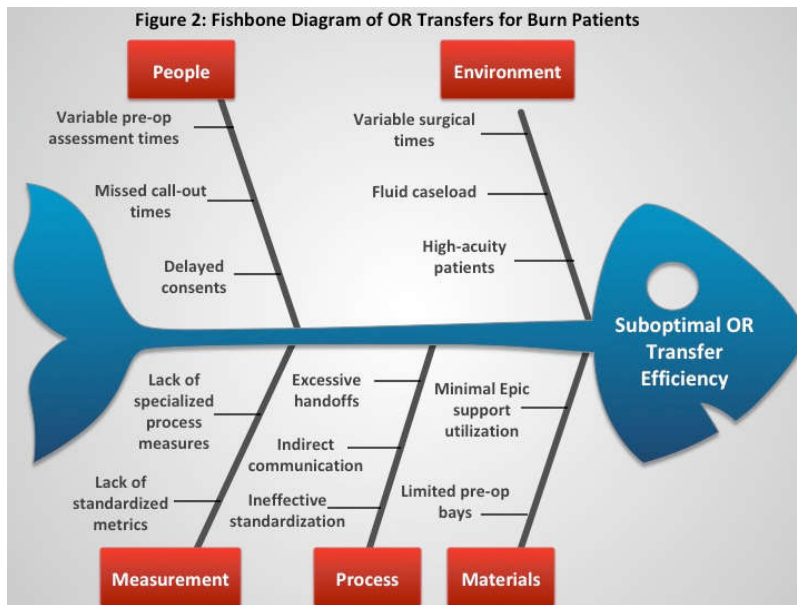 Figure 2: Fishbone Diagram of OR Transfers for Burn Patients
People
Environment
Variable pre-op
assessment times
Missed call-out
times
Delayed
consents
Variable surgical
times
Fluid caseload
High-acuity
patients
Suboptimal OR
Transfer
Efficiency
Lack of
specialized
process
measures
Lack of
standardized
metrics
Excessive
handoffs
Indirect
communication
Ineffective
standardization
Minimal Epic
support
utilization
Limited pre-op
bays
Measurement
Process
Materials